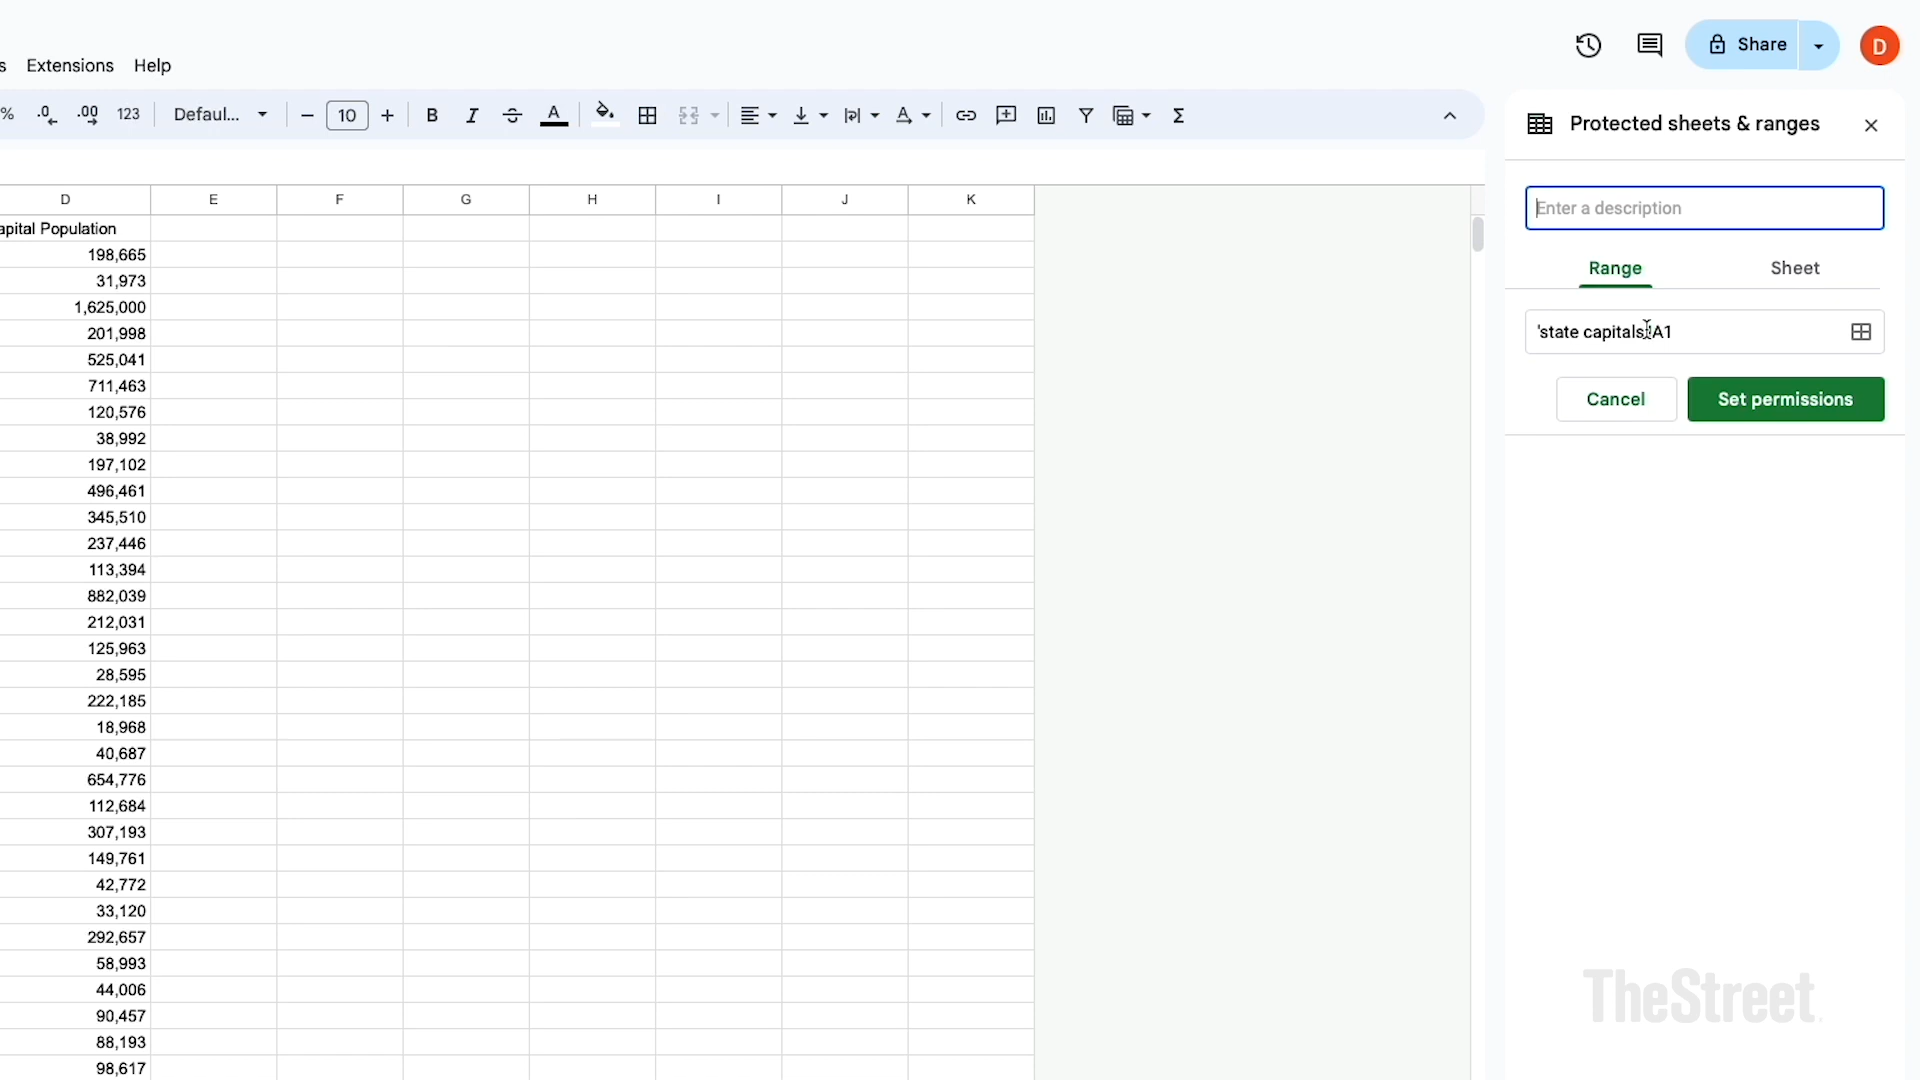 Share
D
Extensions Help
% .0 .00 123 Defaul... 10 B I A Σ
Protected sheets & ranges
Enter a description
Range Sheet
'state capitals'!A1
Cancel Set permissions
D E F G H I J K
apital Population
198,665
31,973
1,625,000
201,998
525,041
711,463
120,576
38,992
197,102
496,461
345,510
237,446
113,394
882,039
212,031
125,963
28,595
222,185
18,968
40,687
654,776
112,684
307,193
149,761
42,772
33,120
292,657
58,993
44,006
90,457
88,193
98,617
TheStreet